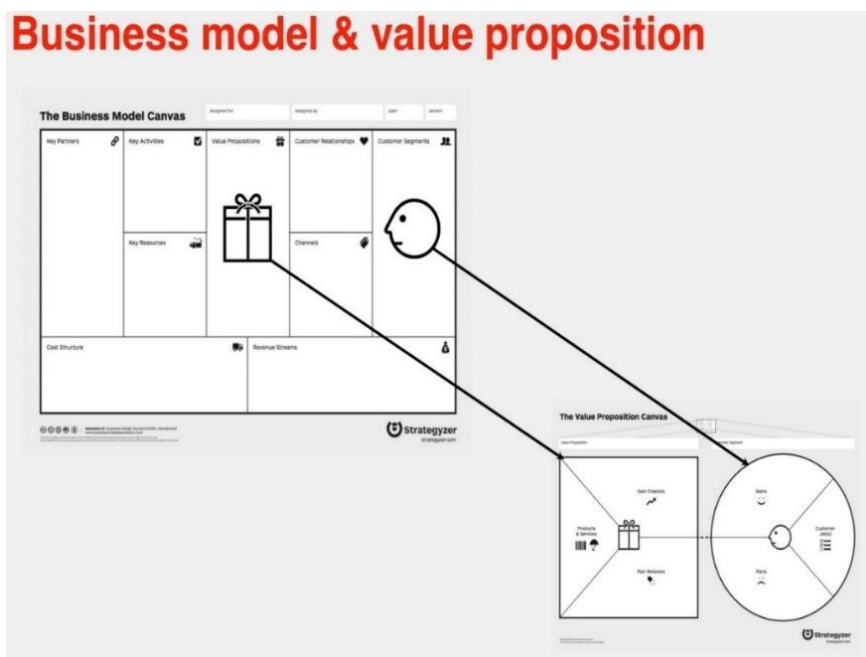 Business model & value proposition
The Business Model Canvas
Designed for:
Designed by:
Date:
Version:
Key Partners
Key Activities
Value Propositions
Customer Relationships
Customer Segments
Key Resources
Channels
Cost Structure
Revenue Streams
Strategyzer
strategyzer.com
The Value Proposition Canvas
Value Proposition
Customer Segment
Gain Creators
Gains
Products
& Services
Customer
Job(s)
Pain Relievers
Pains
Strategyzer
strategyzer.com